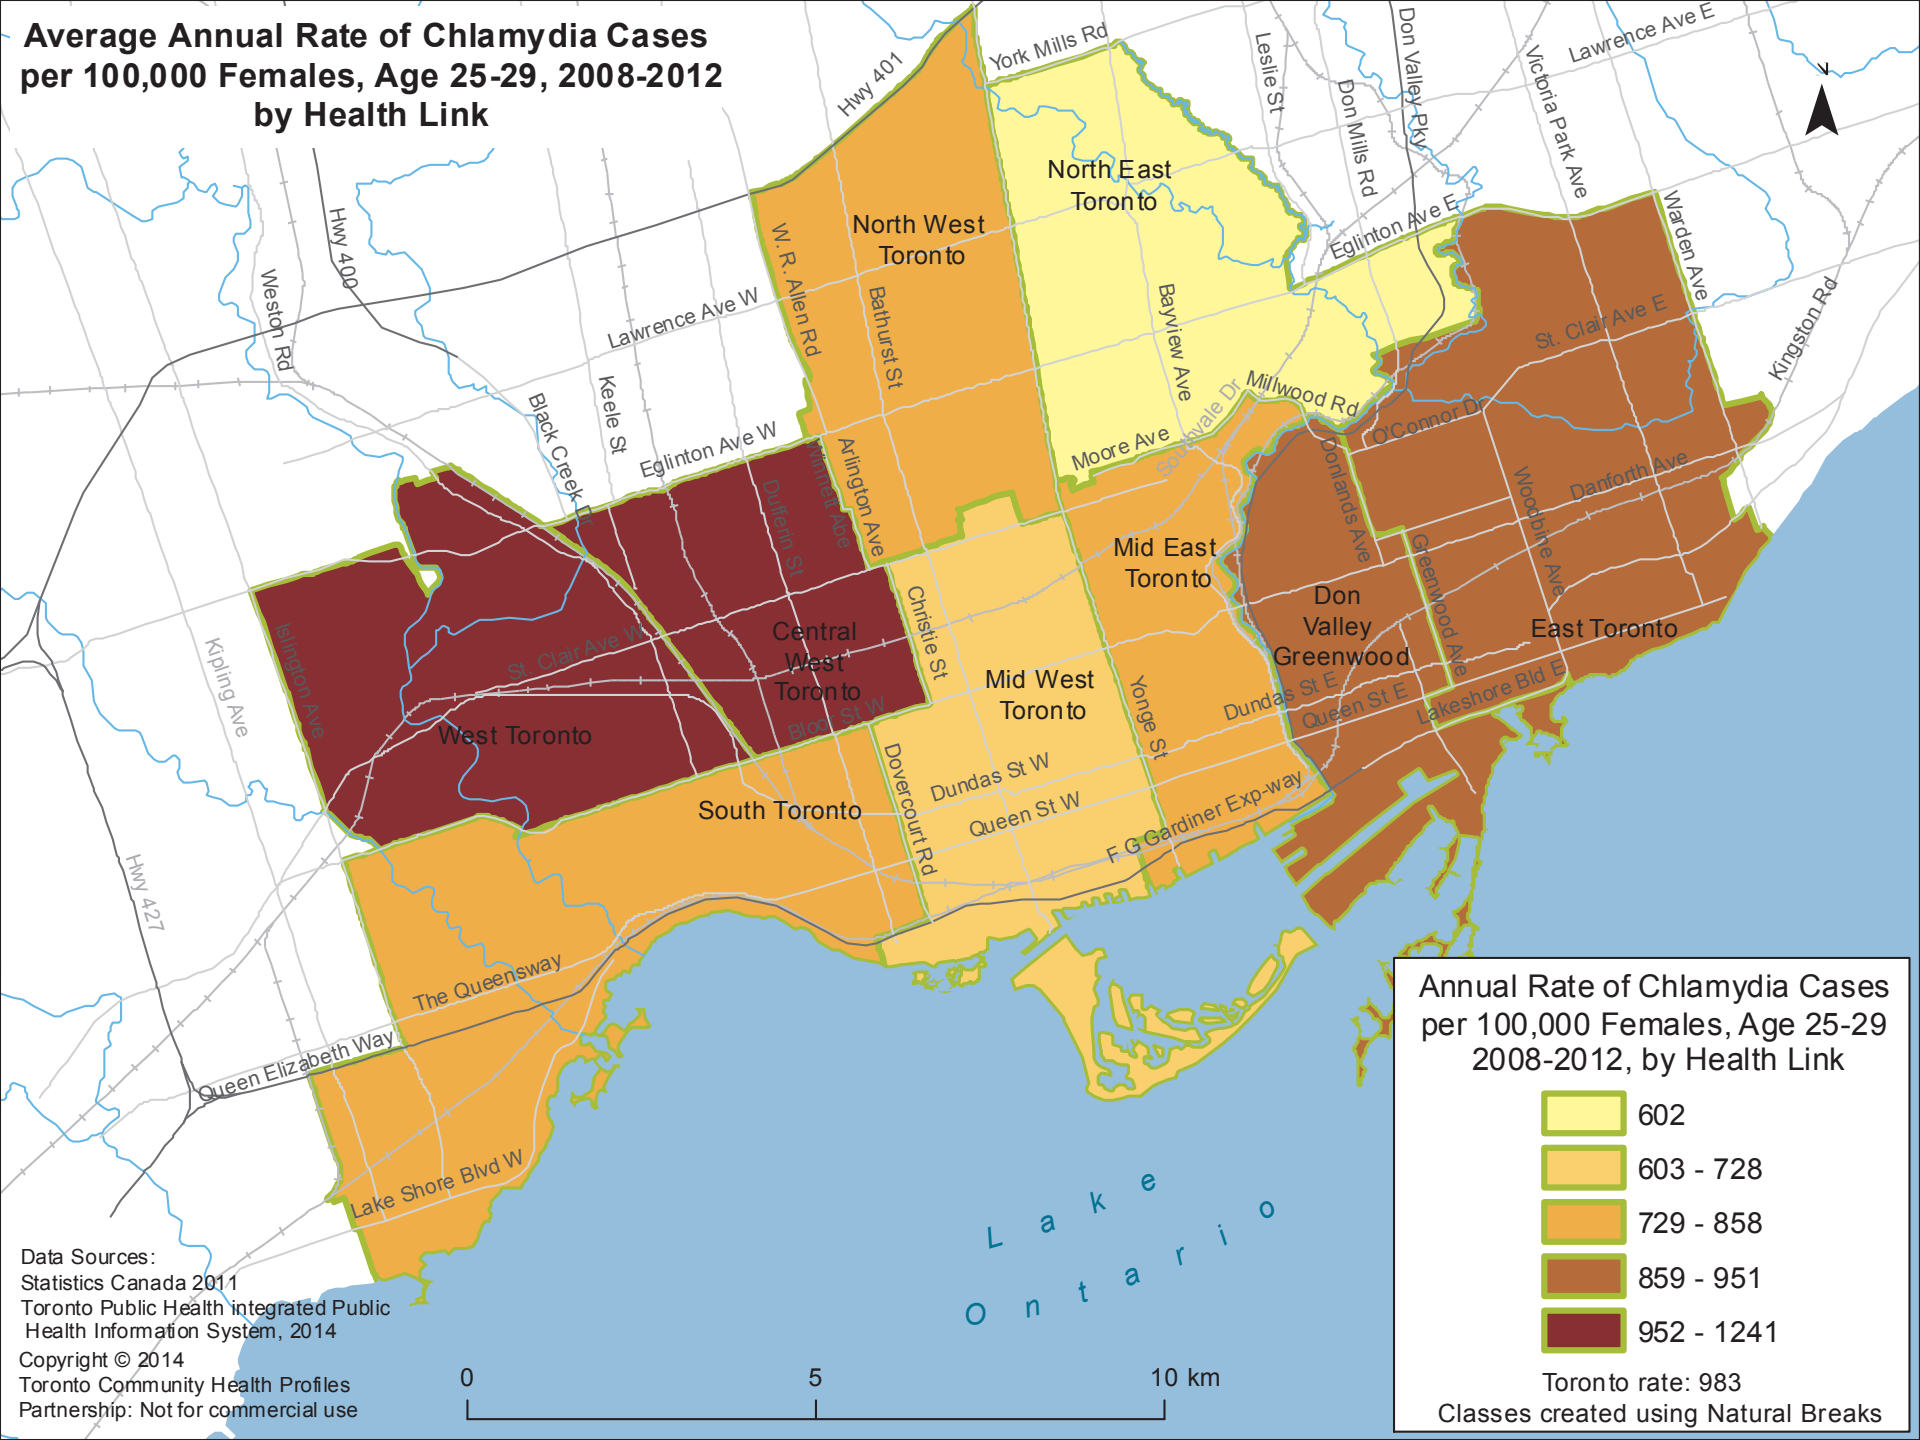 Average Annual Rate of Chlamydia Cases
per 100,000 Females, Age 25-29, 2008-2012
by Health Link
Hwy 401
York Mills Rd
Leslie St
Don Mills Rd
Don Valley Pky
Victoria Park Ave
Lawrence Ave E
N
North East
Toronto
North West
Toronto
Eglinton Ave E
Warden Ave
Hwy 400
Weston Rd
W. R. Allen Rd
Bathurst St
Bayview Ave
Lawrence Ave W
St. Clair Ave E
Kingston Rd
Black Creek Dr
Keele St
Eglinton Ave W
Millwood Rd
Southvale Dr
Moore Ave
O'Connor Dr
Winnett Abe
Arlington Ave
Dufferin St
Donlands Ave
Danforth Ave
Woodbine Ave
Greenwood Ave
Mid East
Toronto
Christie St
Don
Valley
Greenwood
East Toronto
Kipling Ave
Islington Ave
St. Clair Ave W
Central
West
Toronto
Mid West
Toronto
Yonge St
Dundas St E
Queen St E
Lakeshore Bld E
West Toronto
Bloor St W
Dovercourt Rd
Dundas St W
Queen St W
South Toronto
F G Gardiner Exp-way
Hwy 427
The Queensway
Queen Elizabeth Way
Lake Shore Blvd W
Lake
Ontario
Annual Rate of Chlamydia Cases
per 100,000 Females, Age 25-29
2008-2012, by Health Link
602
603 - 728
729 - 858
859 - 951
952 - 1241
Toronto rate: 983
Classes created using Natural Breaks
Data Sources:
Statistics Canada 2011
Toronto Public Health integrated Public
Health Information System, 2014
Copyright © 2014
Toronto Community Health Profiles
Partnership: Not for commercial use
0 5 10 km